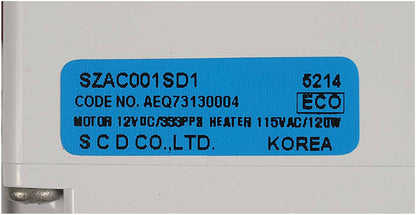 SZAC001SD1 5214
CODE NO. AEQ73130004 ECO
MOTOR 12VDC/333PPS HEATER 115VAC/120W
S C D CO.,LTD. KOREA